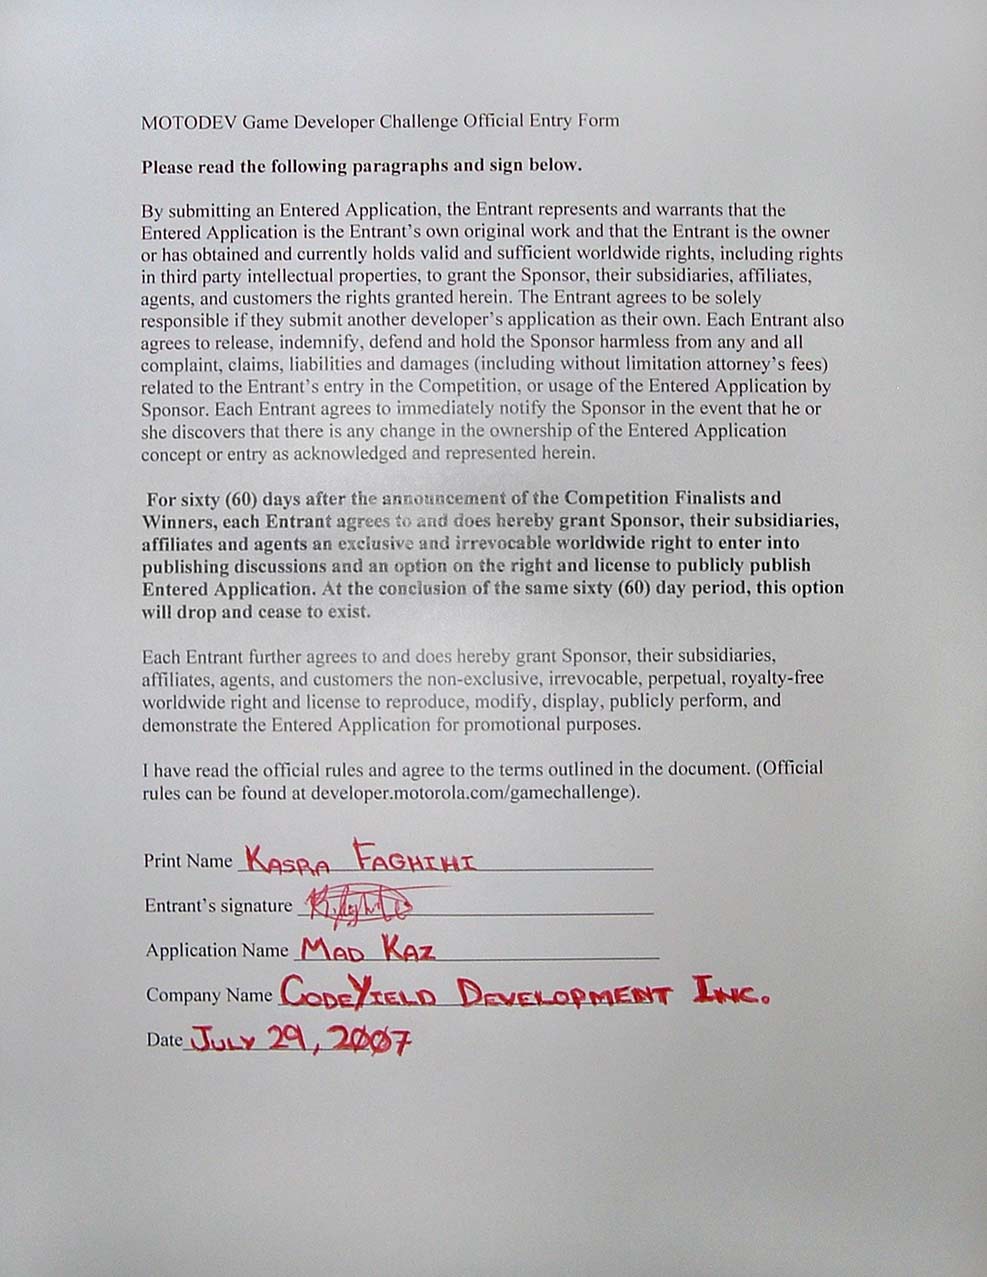 MOTODEV Game Developer Challenge Official Entry Form
Please read the following paragraphs and sign below.
By submitting an Entered Application, the Entrant represents and warrants that the
Entered Application is the Entrant's own original work and that the Entrant is the owner
or has obtained and currently holds valid and sufficient worldwide rights, including rights
in third party intellectual properties, to grant the Sponsor, their subsidiaries, affiliates,
agents, and customers the rights granted herein. The Entrant agrees to be solely
responsible if they submit another developer's application as their own. Each Entrant also
agrees to release, indemnify, defend and hold the Sponsor harmless from any and all
complaint, claims, liabilities and damages (including without limitation attorney's fees)
related to the Entrant's entry in the Competition, or usage of the Entered Application by
Sponsor. Each Entrant agrees to immediately notify the Sponsor in the event that he or
she discovers that there is any change in the ownership of the Entered Application
concept or entry as acknowledged and represented herein.
For sixty (60) days after the announcement of the Competition Finalists and
Winners, each Entrant agrees to and does hereby grant Sponsor, their subsidiaries,
affiliates and agents an exclusive and irrevocable worldwide right to enter into
publishing discussions and an option on the right and license to publicly publish
Entered Application. At the conclusion of the same sixty (60) day period, this option
will drop and cease to exist.
Each Entrant further agrees to and does hereby grant Sponsor, their subsidiaries,
affiliates, agents, and customers the non-exclusive, irrevocable, perpetual, royalty-free
worldwide right and license to reproduce, modify, display, publicly perform, and
demonstrate the Entered Application for promotional purposes.
I have read the official rules and agree to the terms outlined in the document. (Official
rules can be found at developer.motorola.com/gamechallenge).
Print Name KASRA FAGHIHI
Entrant's signature
Application Name MAD KAZ
Company Name CODEYIELD DEVELOPMENT INC.
Date JULY 29, 2007